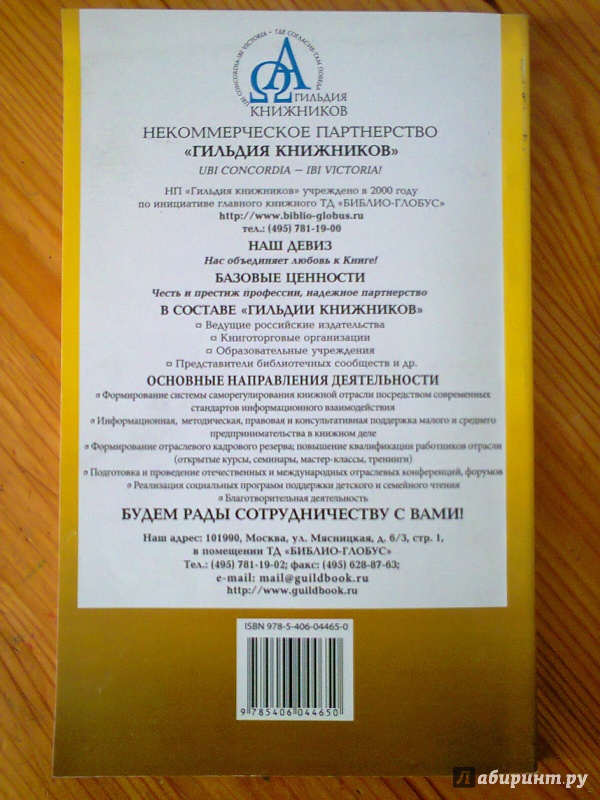 UBI CONCORDIA-IBI VICTORIA • ГДЕ СОГЛАСИЕ-ТАМ ПОБЕДА
ГИЛЬДИЯ
КНИЖНИКОВ
НЕКОММЕРЧЕСКОЕ ПАРТНЕРСТВО
«ГИЛЬДИЯ КНИЖНИКОВ»
UBI CONCORDIA — IBI VICTORIA!
НП «Гильдия книжников» учреждено в 2000 году
по инициативе главного книжного ТД «БИБЛИО-ГЛОБУС»
http://www.biblio-globus.ru
тел.: (495) 781-19-00
НАШ ДЕВИЗ
Нас объединяет любовь к Книге!
БАЗОВЫЕ ЦЕННОСТИ
Честь и престиж профессии, надежное партнерство
В СОСТАВЕ «ГИЛЬДИИ КНИЖНИКОВ»
Ведущие российские издательства
Книготорговые организации
Образовательные учреждения
Представители библиотечных сообществ и др.
ОСНОВНЫЕ НАПРАВЛЕНИЯ ДЕЯТЕЛЬНОСТИ
Формирование системы саморегулирования книжной отрасли посредством современных
стандартов информационного взаимодействия
Информационная, методическая, правовая и консультативная поддержка малого и среднего
предпринимательства в книжном деле
Формирование отраслевого кадрового резерва; повышение квалификации работников отрасли
(открытые курсы, семинары, мастер-классы, тренинги)
Подготовка и проведение отечественных и международных отраслевых конференций, форумов
Реализация социальных программ поддержки детского и семейного чтения
Благотворительная деятельность
БУДЕМ РАДЫ СОТРУДНИЧЕСТВУ С ВАМИ!
Наш адрес: 101990, Москва, ул. Мясницкая, д. 6/3, стр. 1,
в помещении ТД «БИБЛИО-ГЛОБУС»
Тел.: (495) 781-19-02; факс: (495) 628-87-63;
e-mail: mail@guildbook.ru
http://www.guildbook.ru
ISBN 978-5-406-04465-0
9 785406 044650
Лабиринт.ру